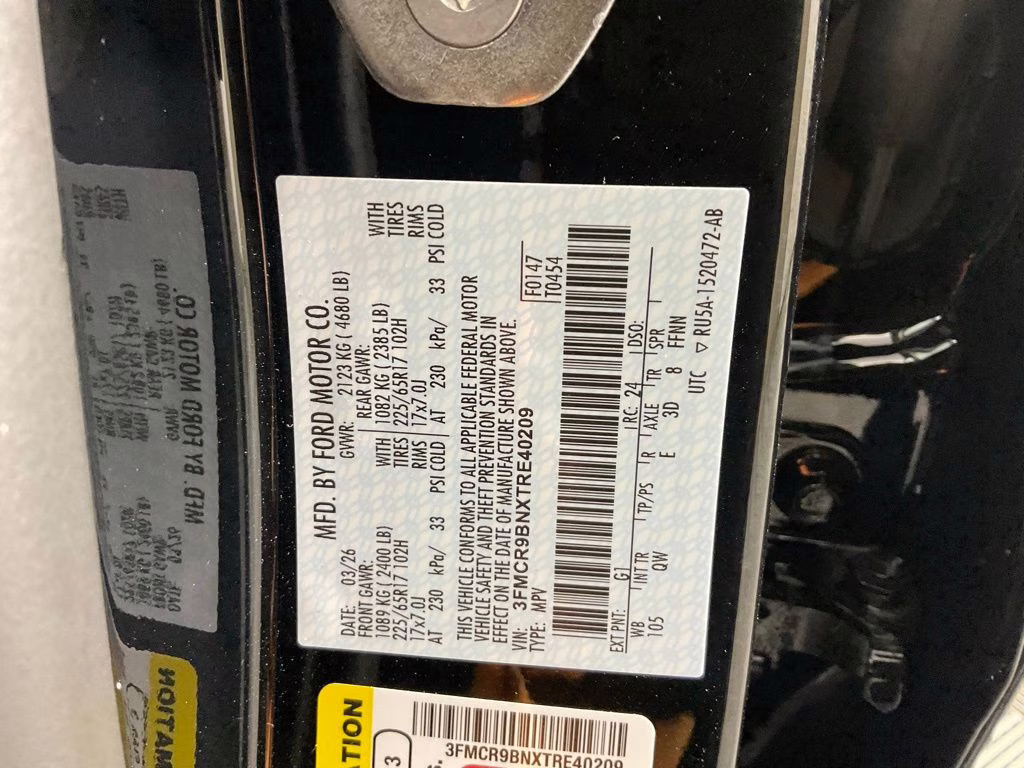 MFD. BY FORD MOTOR CO.
DATE: 03/26 GVWR: 2123 KG ( 4680 LB)
FRONT GAWR: REAR GAWR:
1089 KG ( 2400 LB) WITH 1082 KG ( 2385 LB) WITH
225/65R17 102H TIRES 225/65R17 102H TIRES
17x7.0J RIMS 17x7.0J RIMS
AT 230 kPa/ 33 PSI COLD AT 230 kPa/ 33 PSI COLD
THIS VEHICLE CONFORMS TO ALL APPLICABLE FEDERAL MOTOR
VEHICLE SAFETY AND THEFT PREVENTION STANDARDS IN
EFFECT ON THE DATE OF MANUFACTURE SHOWN ABOVE.
VIN: 3FMCR9BNXTRE40209
TYPE: MPV
F0147
T0454
EXT PNT: G1 RC: 24 DSO:
WB INT TR TP/PS R AXLE TR SPR
105 QW E 3D 8 FFNN
UTC ▽ RU5A-1520472-AB
ATION
3
3FMCR9BNXTRE40209